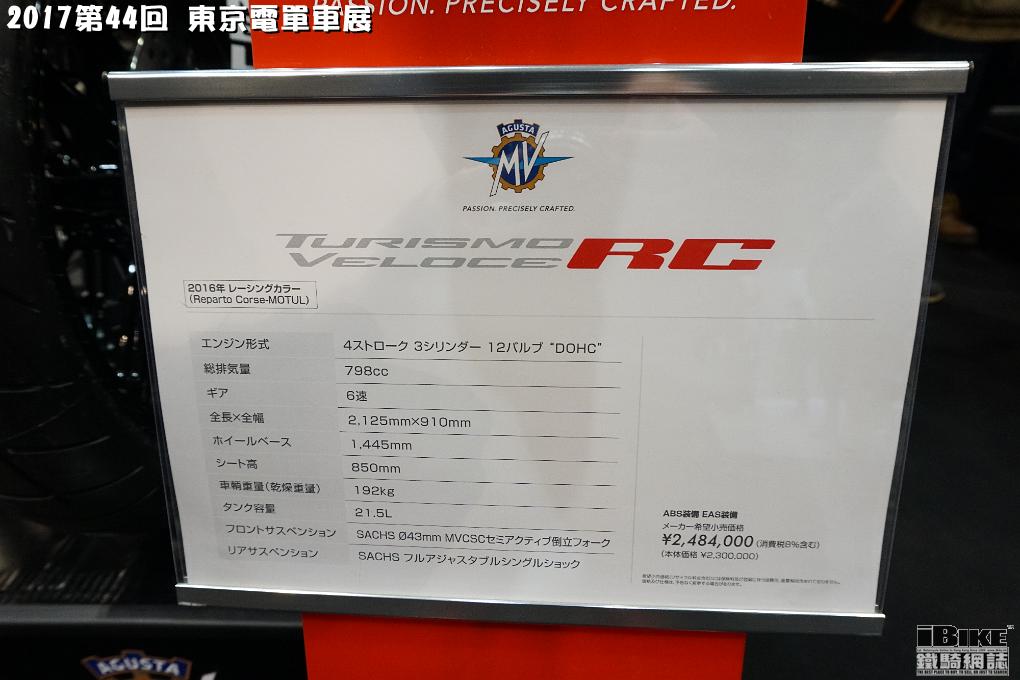 2017第44回 東京電單車展
PASSION. PRECISELY CRAFTED.
AGUSTA
MV
PASSION. PRECISELY CRAFTED.
TURISMO
VELOCE RC
2016年 レーシングカラー
(Reparto Corse-MOTUL)
エンジン形式 4ストローク 3シリンダー 12バルブ “DOHC”
総排気量 798cc
ギア 6速
全長×全幅 2,125mm×910mm
ホイールベース 1,445mm
シート高 850mm
車輌重量(乾燥重量) 192kg
タンク容量 21.5L
フロントサスペンション SACHS Ø43mm MVCSCセミアクティブ倒立フォーク
リアサスペンション SACHS フルアジャスタブルシングルショック
ABS装備 EAS装備
メーカー希望小売価格
¥2,484,000 (消費税8%含む)
(本体価格 ¥2,300,000)
AGUSTA
iBIKE
鐵騎網誌